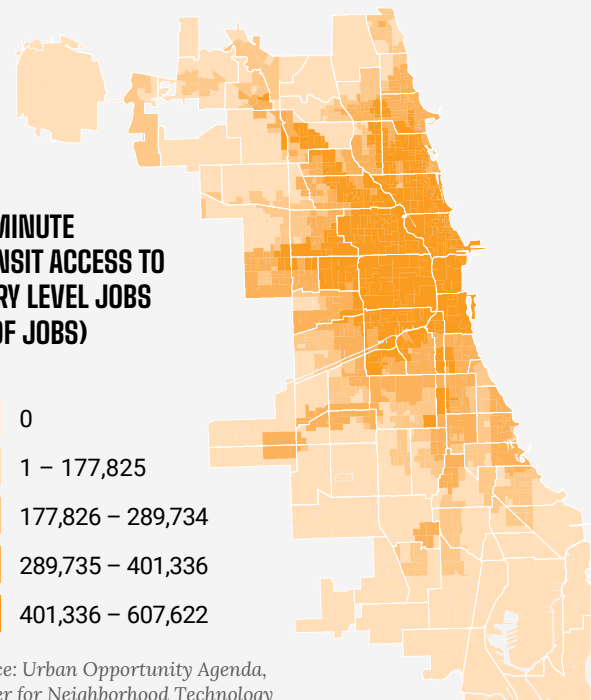 MINUTE
NSIT ACCESS TO
RY LEVEL JOBS
OF JOBS)
0
1 – 177,825
177,826 – 289,734
289,735 – 401,336
401,336 – 607,622
ce: Urban Opportunity Agenda,
er for Neighborhood Technology